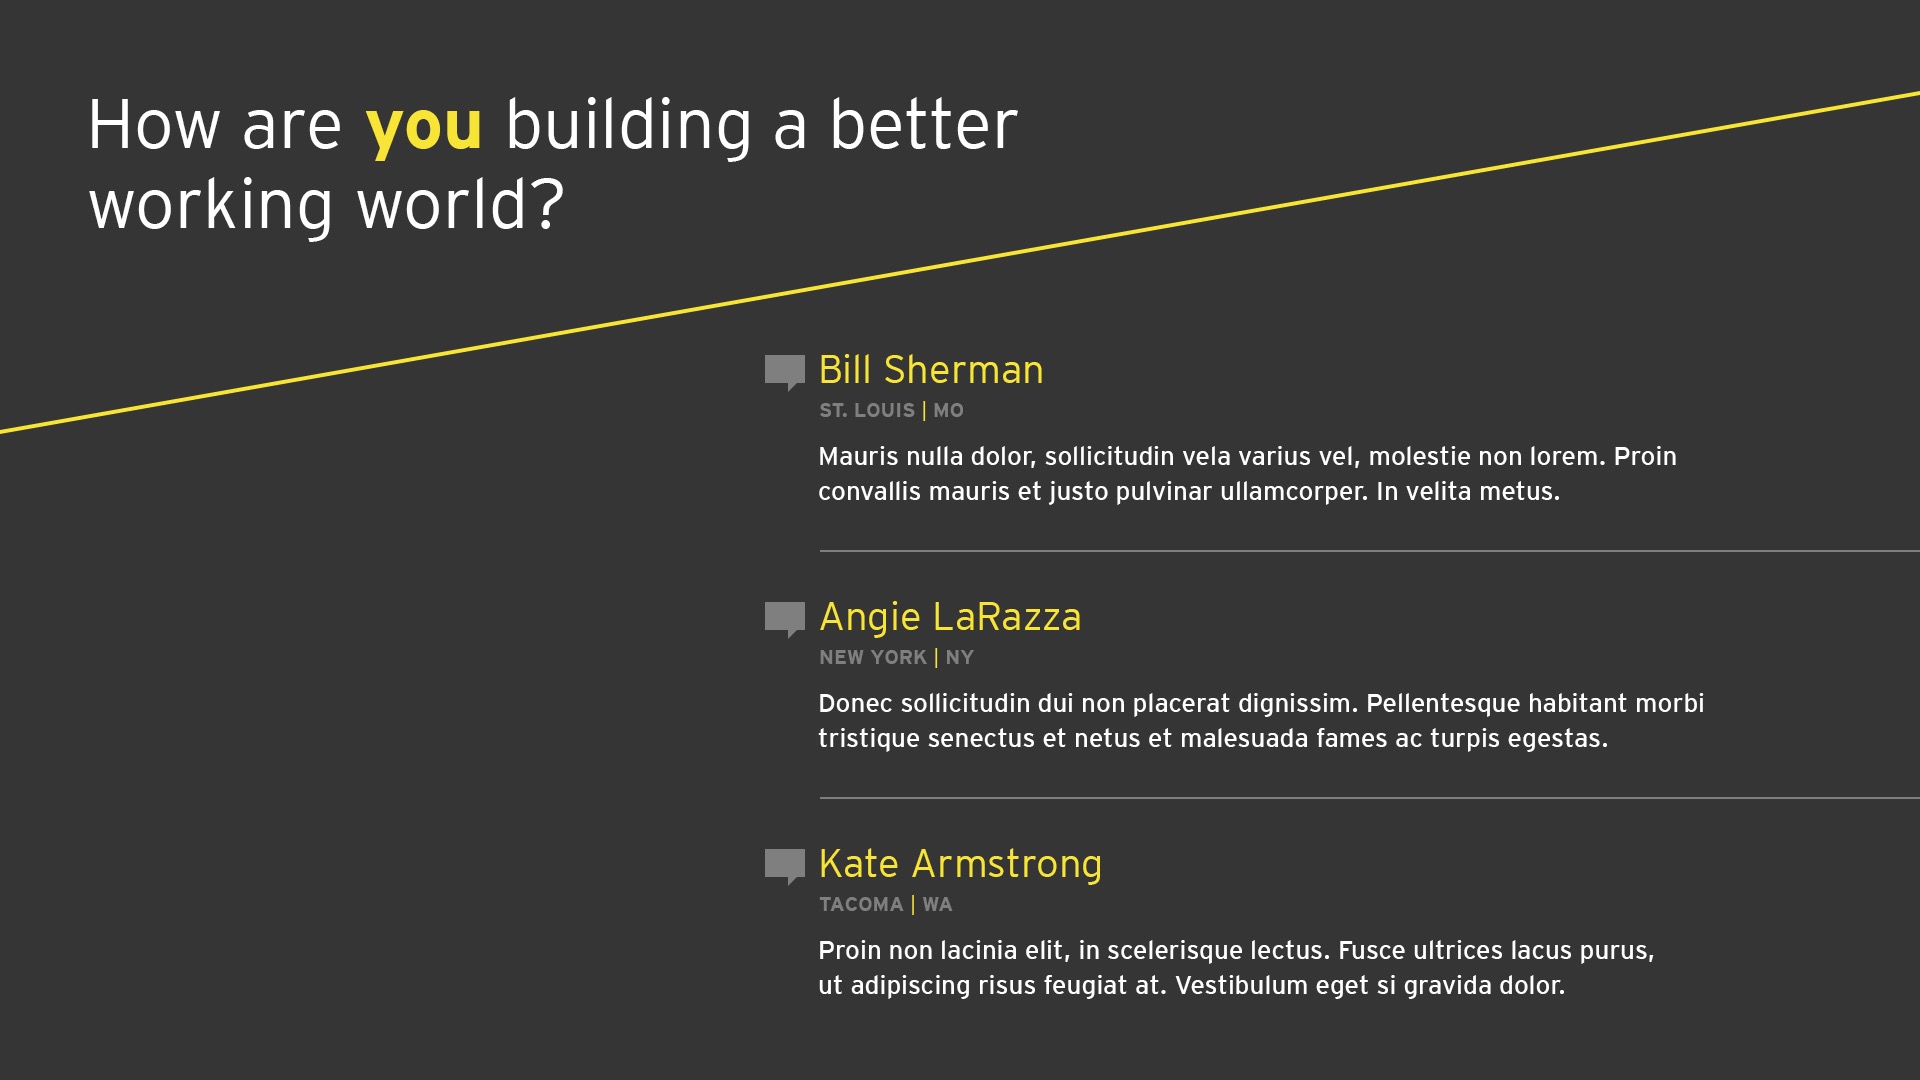 How are you building a better
working world?
Bill Sherman
ST. LOUIS | MO
Mauris nulla dolor, sollicitudin vela varius vel, molestie non lorem. Proin
convallis mauris et justo pulvinar ullamcorper. In velita metus.
Angie LaRazza
NEW YORK | NY
Donec sollicitudin dui non placerat dignissim. Pellentesque habitant morbi
tristique senectus et netus et malesuada fames ac turpis egestas.
Kate Armstrong
TACOMA | WA
Proin non lacinia elit, in scelerisque lectus. Fusce ultrices lacus purus,
ut adipiscing risus feugiat at. Vestibulum eget si gravida dolor.